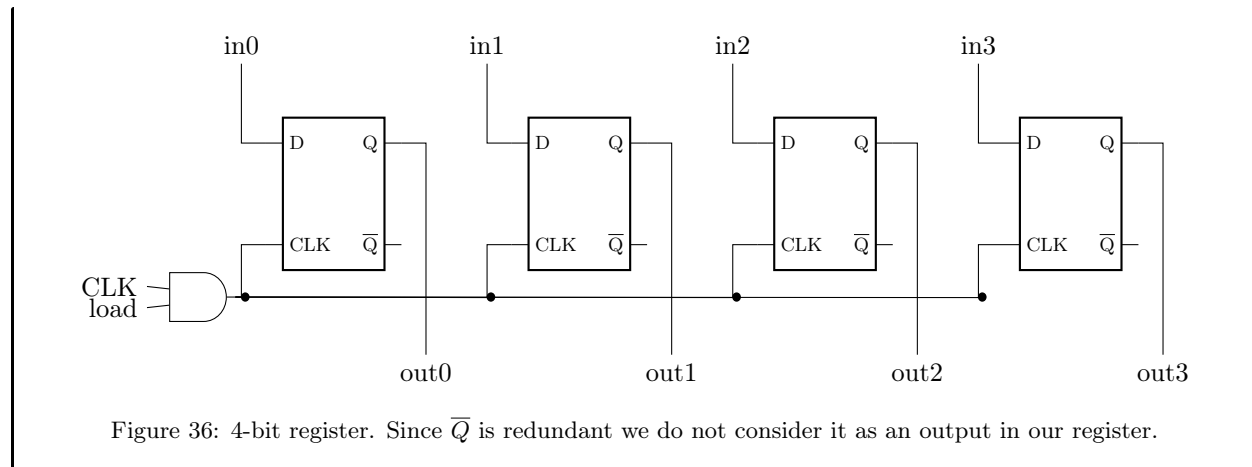 in0 in1 in2 in3
D Q D Q D Q D Q
CLK Q̅ CLK Q̅ CLK Q̅ CLK Q̅
CLK
load
out0 out1 out2 out3
Figure 36: 4-bit register. Since Q̅ is redundant we do not consider it as an output in our register.